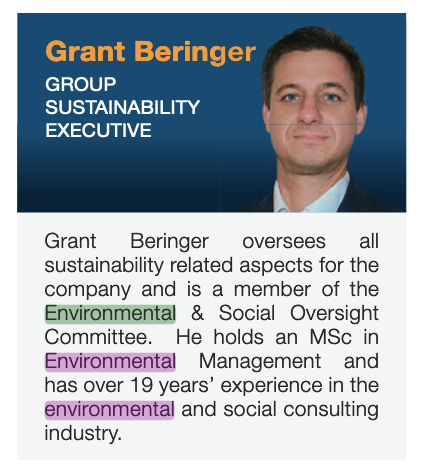 Grant Beringer
GROUP
SUSTAINABILITY
EXECUTIVE
Grant Beringer oversees all
sustainability related aspects for the
company and is a member of the
Environmental & Social Oversight
Committee. He holds an MSc in
Environmental Management and
has over 19 years' experience in the
environmental and social consulting
industry.